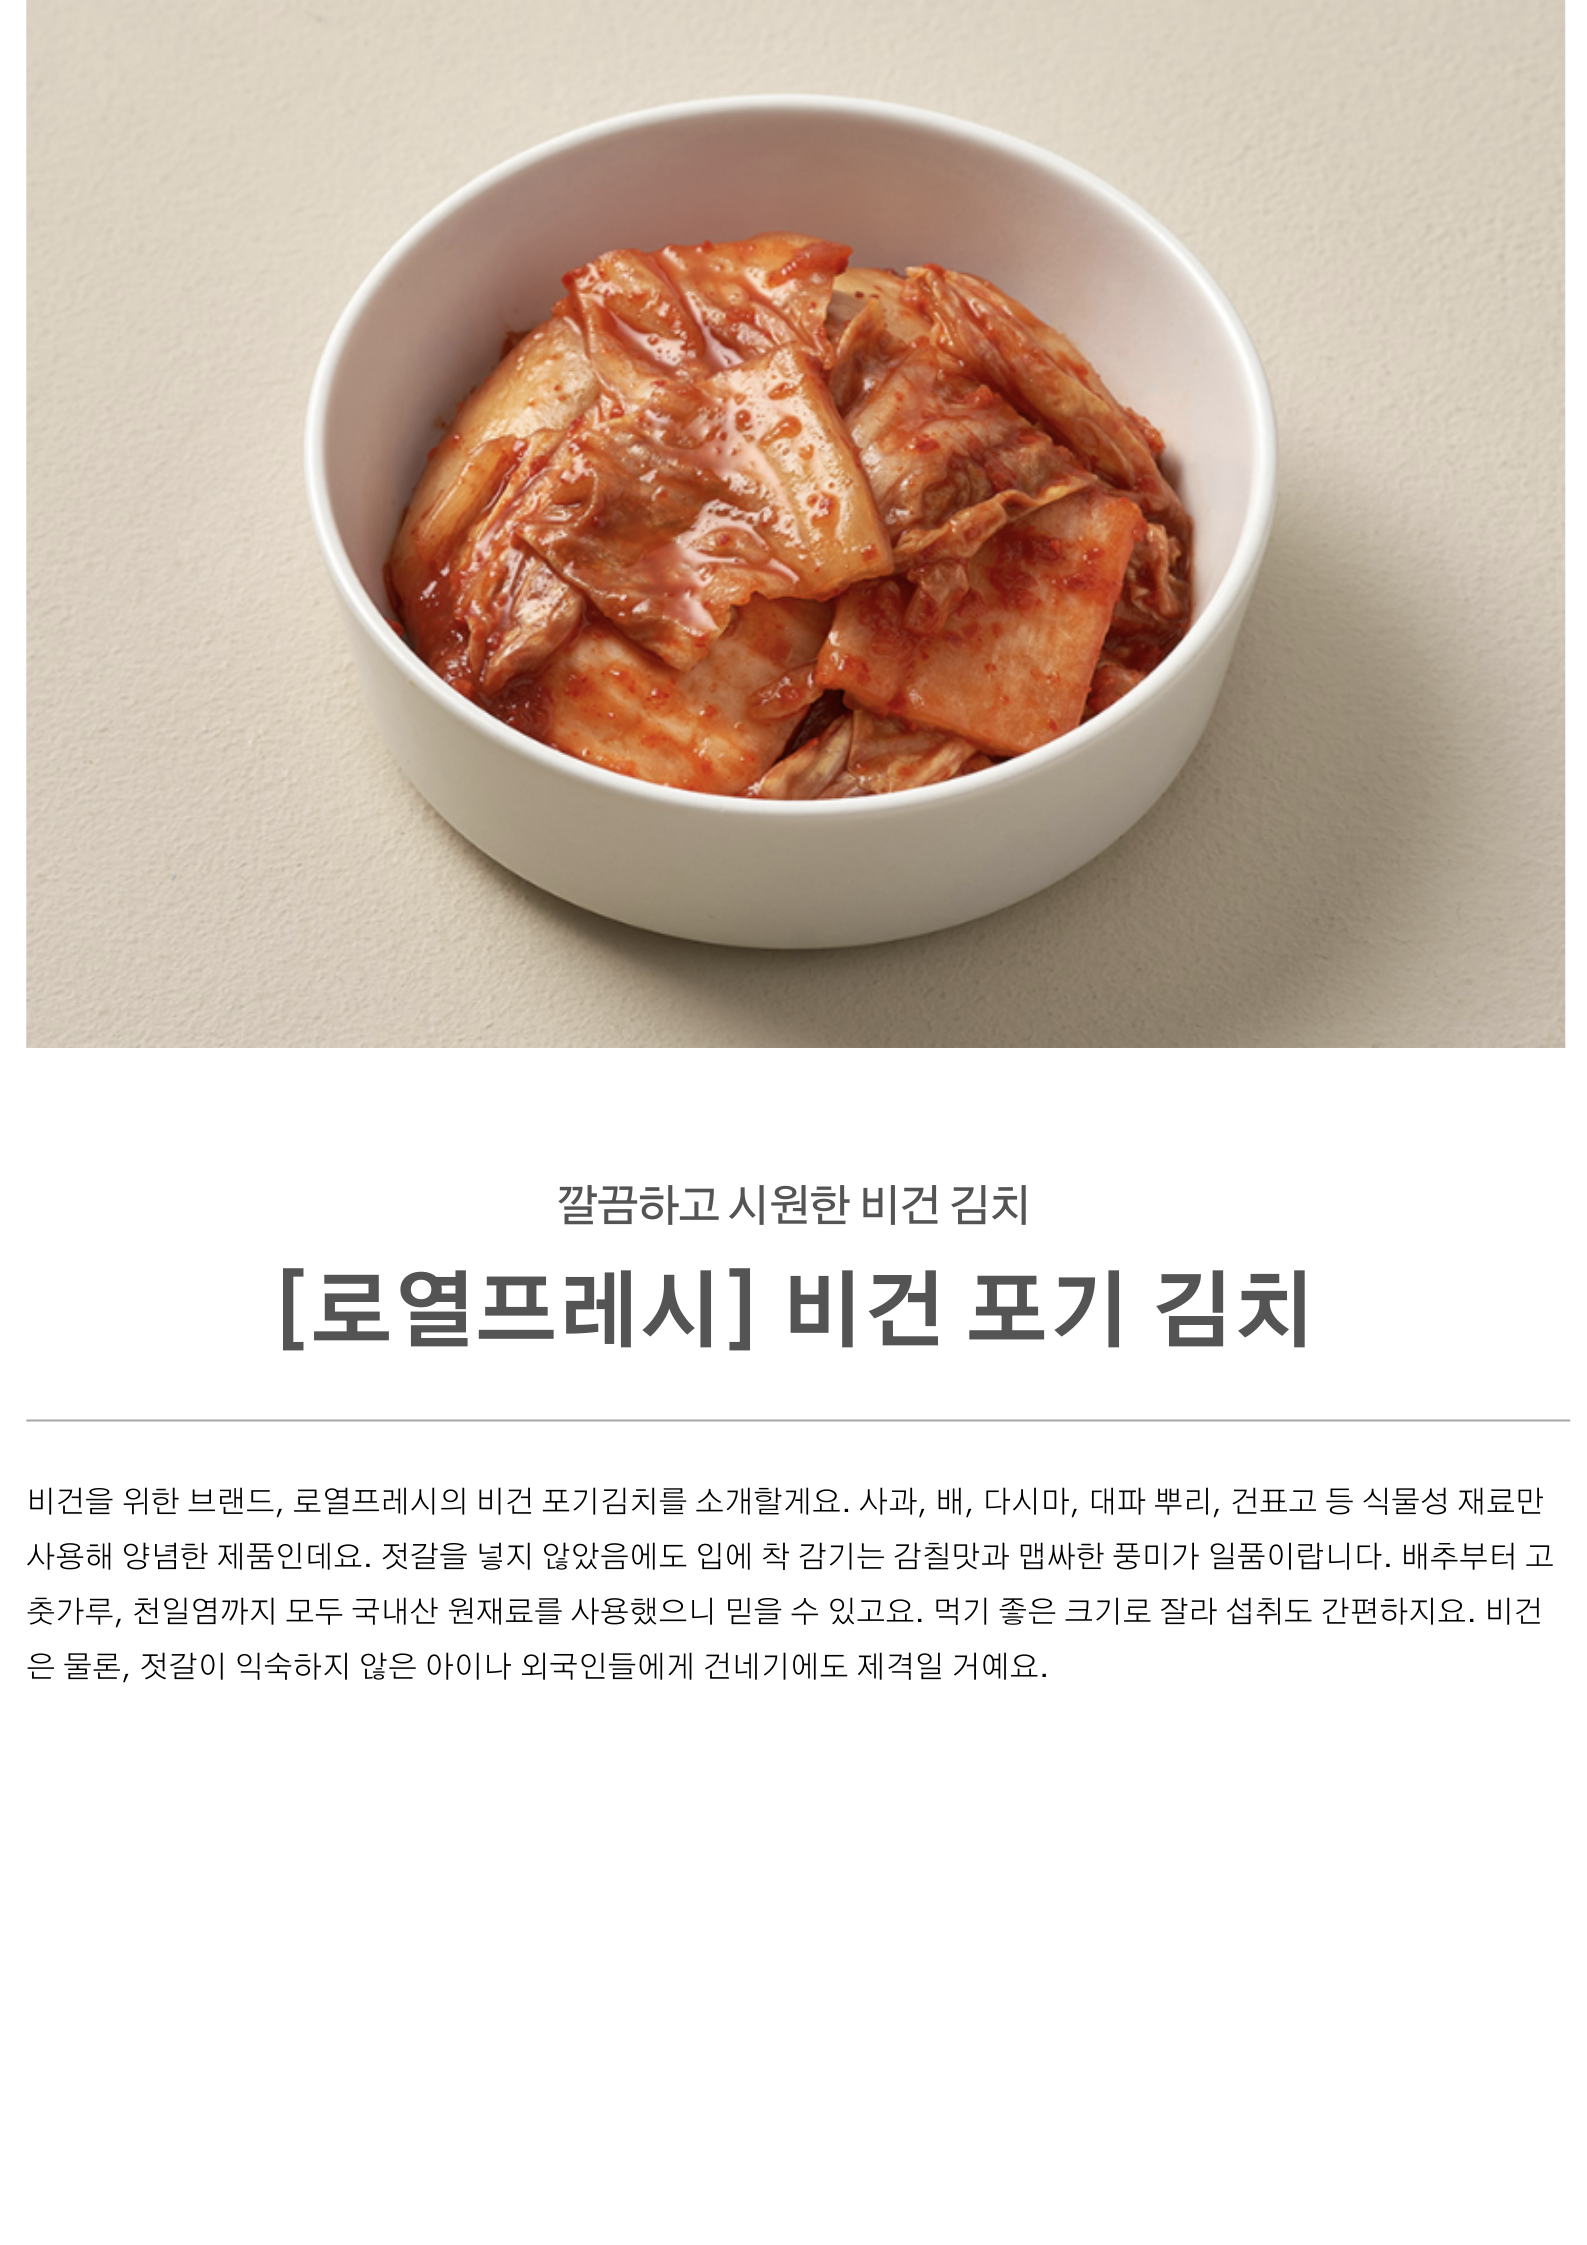 깔끔하고 시원한 비건 김치
[로열프레시] 비건 포기 김치
비건을 위한 브랜드, 로열프레시의 비건 포기김치를 소개할게요. 사과, 배, 다시마, 대파 뿌리, 건표고 등 식물성 재료만
사용해 양념한 제품인데요. 젓갈을 넣지 않았음에도 입에 착 감기는 감칠맛과 맵싸한 풍미가 일품이랍니다. 배추부터 고
춧가루, 천일염까지 모두 국내산 원재료를 사용했으니 믿을 수 있고요. 먹기 좋은 크기로 잘라 섭취도 간편하지요. 비건
은 물론, 젓갈이 익숙하지 않은 아이나 외국인들에게 건네기에도 제격일 거예요.